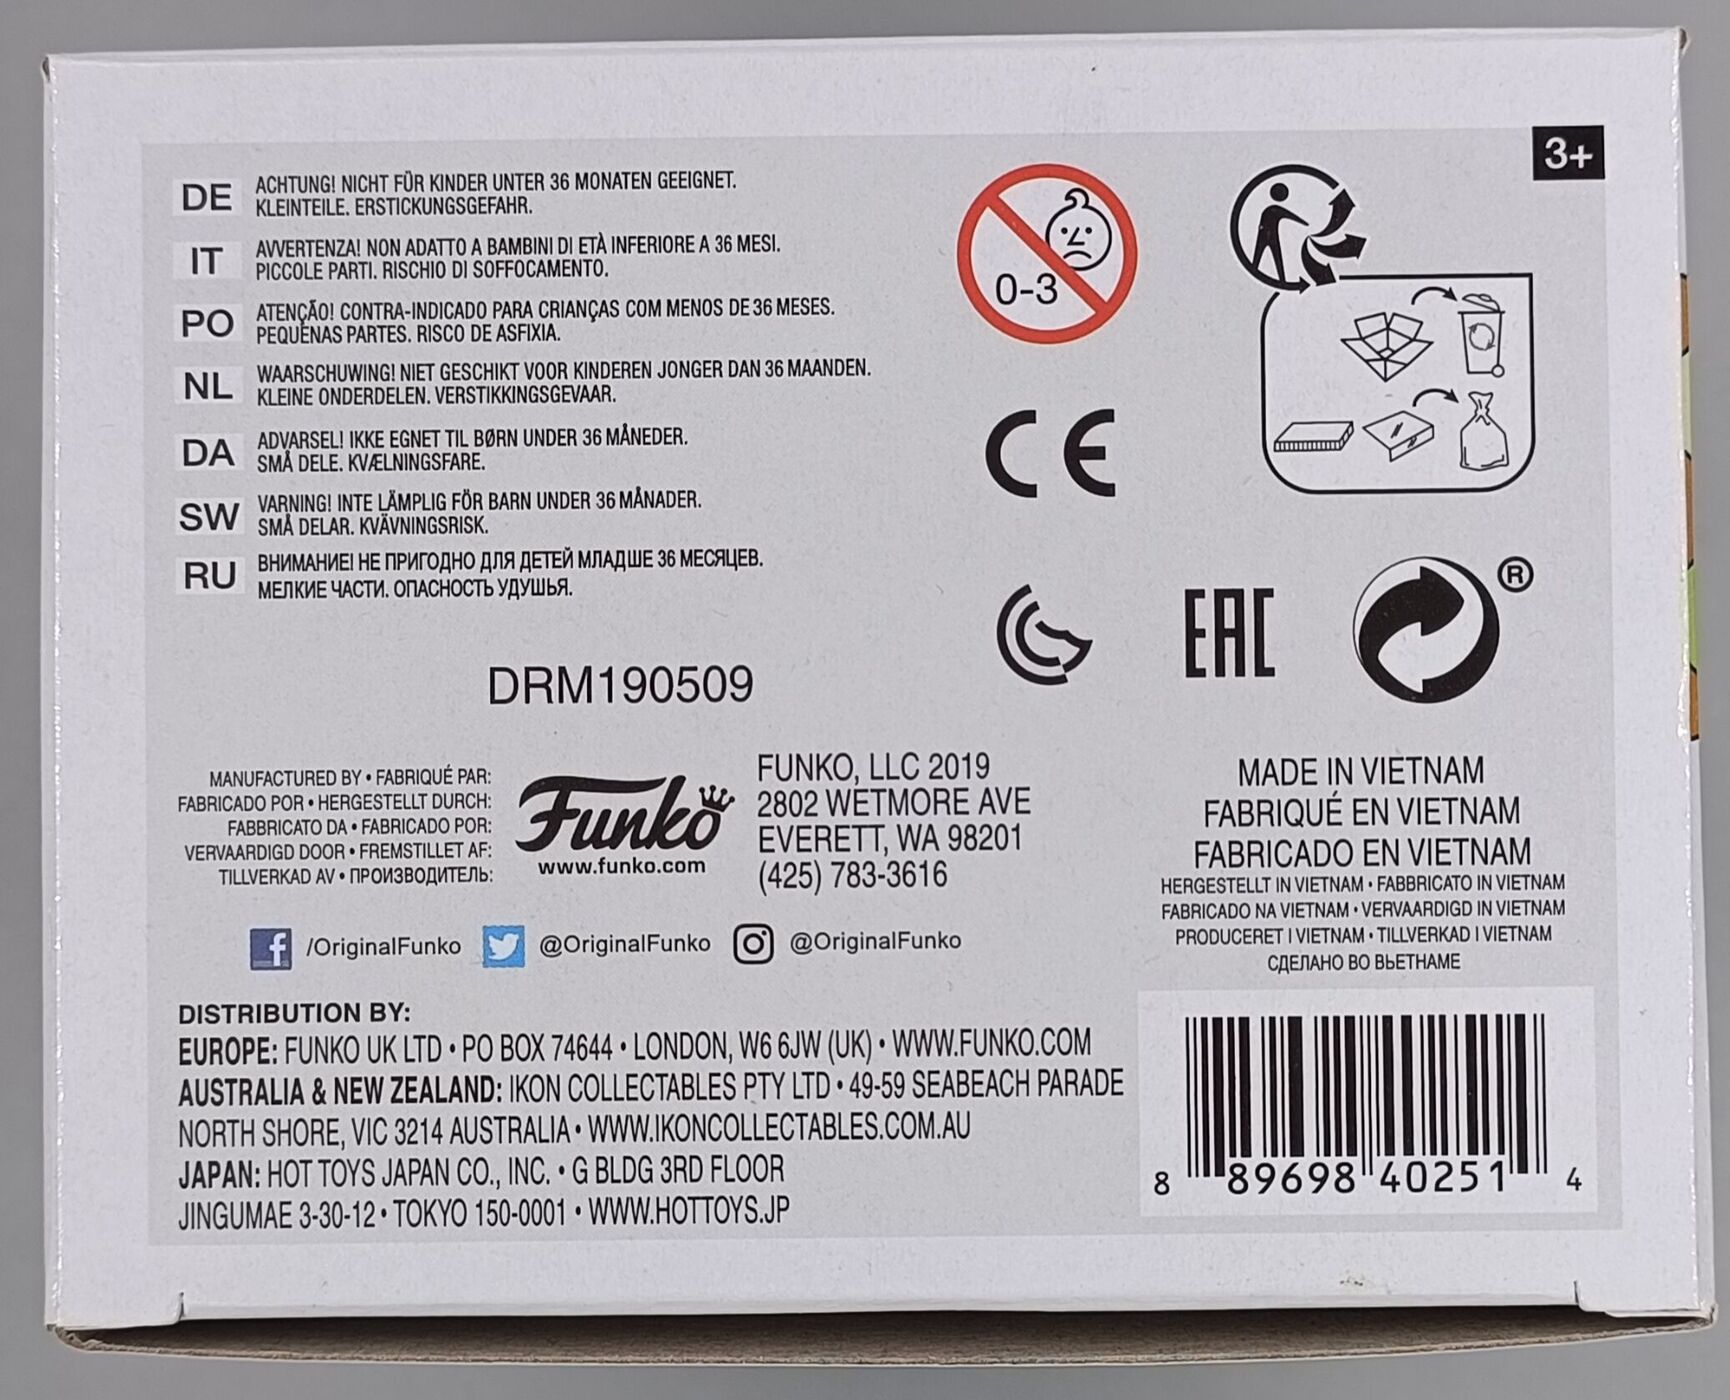 3+
DE
ACHTUNG! NICHT FÜR KINDER UNTER 36 MONATEN GEEIGNET.
KLEINTEILE. ERSTICKUNGSGEFAHR.
IT
AVVERTENZA! NON ADATTO A BAMBINI DI ETÀ INFERIORE A 36 MESI.
PICCOLE PARTI. RISCHIO DI SOFFOCAMENTO.
PO
ATENÇÃO! CONTRA-INDICADO PARA CRIANÇAS COM MENOS DE 36 MESES.
PEQUENAS PARTES. RISCO DE ASFIXIA.
NL
WAARSCHUWING! NIET GESCHIKT VOOR KINDEREN JONGER DAN 36 MAANDEN.
KLEINE ONDERDELEN. VERSTIKKINGSGEVAAR.
DA
ADVARSEL! IKKE EGNET TIL BØRN UNDER 36 MÅNEDER.
SMÅ DELE. KVÆLNINGSFARE.
SW
VARNING! INTE LÄMPLIG FÖR BARN UNDER 36 MÅNADER.
SMÅ DELAR. KVÄVNINGSRISK.
RU
ВНИМАНИЕ! НЕ ПРИГОДНО ДЛЯ ДЕТЕЙ МЛАДШЕ 36 МЕСЯЦЕВ.
МЕЛКИЕ ЧАСТИ. ОПАСНОСТЬ УДУШЬЯ.
0-3
CE
EAC
®
DRM190509
MANUFACTURED BY • FABRIQUÉ PAR:
FABRICADO POR • HERGESTELLT DURCH:
FABBRICATO DA • FABRICADO POR:
VERVAARDIGD DOOR • FREMSTILLET AF:
TILLVERKAD AV • ПРОИЗВОДИТЕЛЬ:
Funko
www.funko.com
FUNKO, LLC 2019
2802 WETMORE AVE
EVERETT, WA 98201
(425) 783-3616
MADE IN VIETNAM
FABRIQUÉ EN VIETNAM
FABRICADO EN VIETNAM
HERGESTELLT IN VIETNAM • FABBRICATO IN VIETNAM
FABRICADO NA VIETNAM • VERVAARDIGD IN VIETNAM
PRODUCERET I VIETNAM • TILLVERKAD I VIETNAM
СДЕЛАНО ВО ВЬЕТНАМЕ
f /OriginalFunko @OriginalFunko @OriginalFunko
DISTRIBUTION BY:
EUROPE: FUNKO UK LTD • PO BOX 74644 • LONDON, W6 6JW (UK) • WWW.FUNKO.COM
AUSTRALIA & NEW ZEALAND: IKON COLLECTABLES PTY LTD • 49-59 SEABEACH PARADE
NORTH SHORE, VIC 3214 AUSTRALIA • WWW.IKONCOLLECTABLES.COM.AU
JAPAN: HOT TOYS JAPAN CO., INC. • G BLDG 3RD FLOOR
JINGUMAE 3-30-12 • TOKYO 150-0001 • WWW.HOTTOYS.JP
8 89698 40251 4